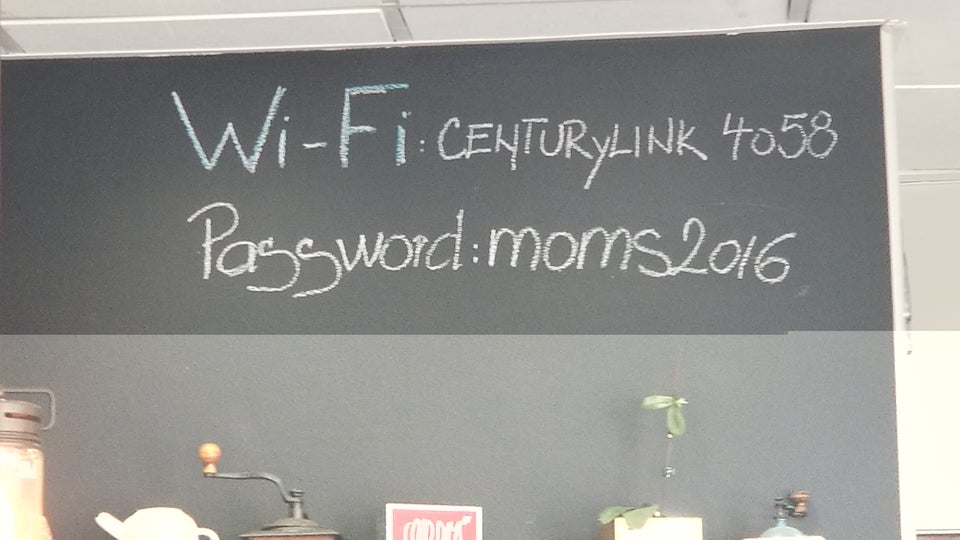 Wi-Fi: CENTURYLINK 4058
Password: moms2016